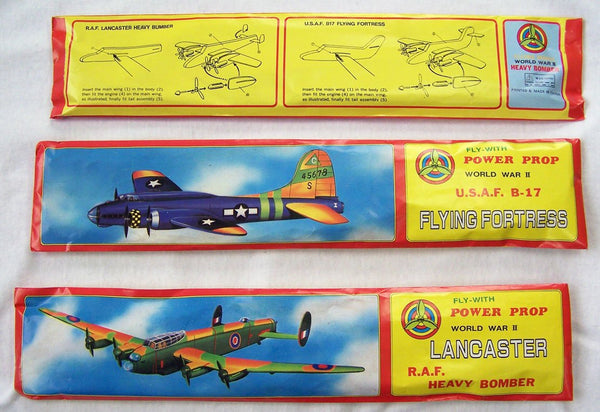 R.A.F. LANCASTER HEAVY BOMBER
Insert the main wing (1) in the body (2),
then fit the engine (4) on the main wing,
as illustrated, finally fit tail assembly (5).
U.S.A.F. B17 FLYING FORTRESS
Insert the main wing (1) in the body (2),
then fit the engine (4) on the main wing,
as illustrated, finally fit tail assembly (5).
WORLD WAR II
HEAVY BOMBER
PRINTED & MADE
45678
S
FLY-WITH
POWER PROP
WORLD WAR II
U.S.A.F. B-17
FLYING FORTRESS
FLY-WITH
POWER PROP
WORLD WAR II
LANCASTER
R.A.F.
HEAVY BOMBER